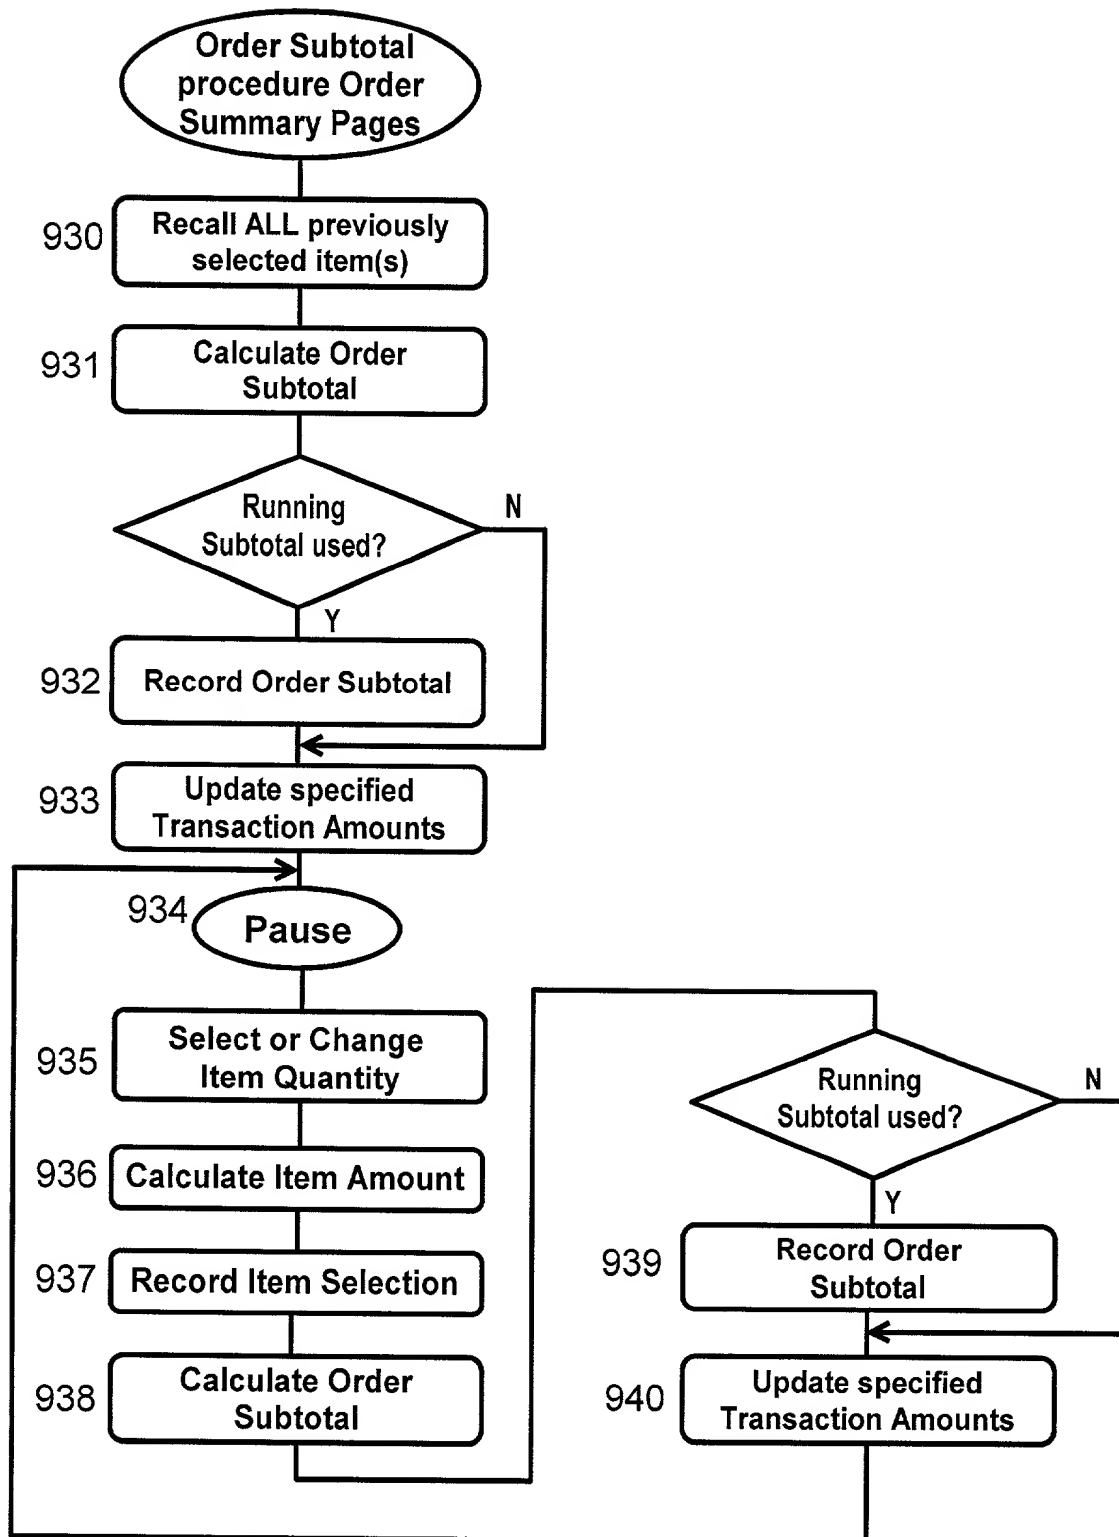 Order Subtotal
procedure Order
Summary Pages
930
Recall ALL previously
selected item(s)
931
Calculate Order
Subtotal
Running
Subtotal used?
N
Y
932
Record Order Subtotal
933
Update specified
Transaction Amounts
934
Pause
935
Select or Change
Item Quantity
936
Calculate Item Amount
937
Record Item Selection
938
Calculate Order
Subtotal
Running
Subtotal used?
N
Y
939
Record Order
Subtotal
940
Update specified
Transaction Amounts